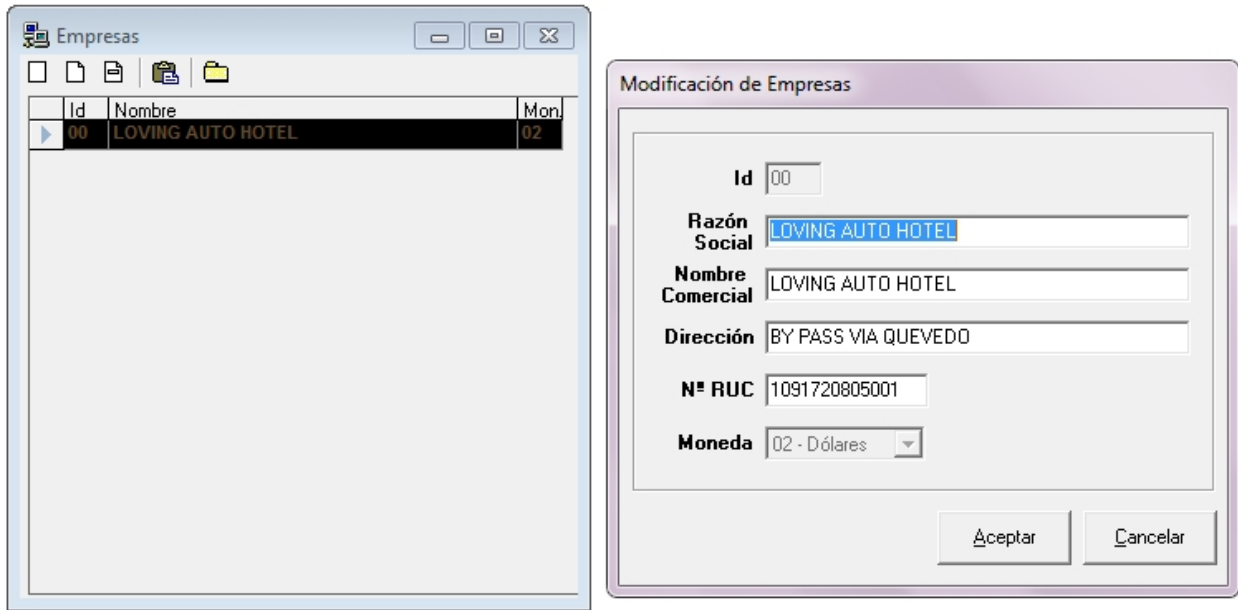 Empresas
Id Nombre Mon.
00 LOVING AUTO HOTEL 02
Modificación de Empresas
Id 00
Razón Social LOVING AUTO HOTEL
Nombre Comercial LOVING AUTO HOTEL
Dirección BY PASS VIA QUEVEDO
Nº RUC 1091720805001
Moneda 02 - Dólares
Aceptar Cancelar